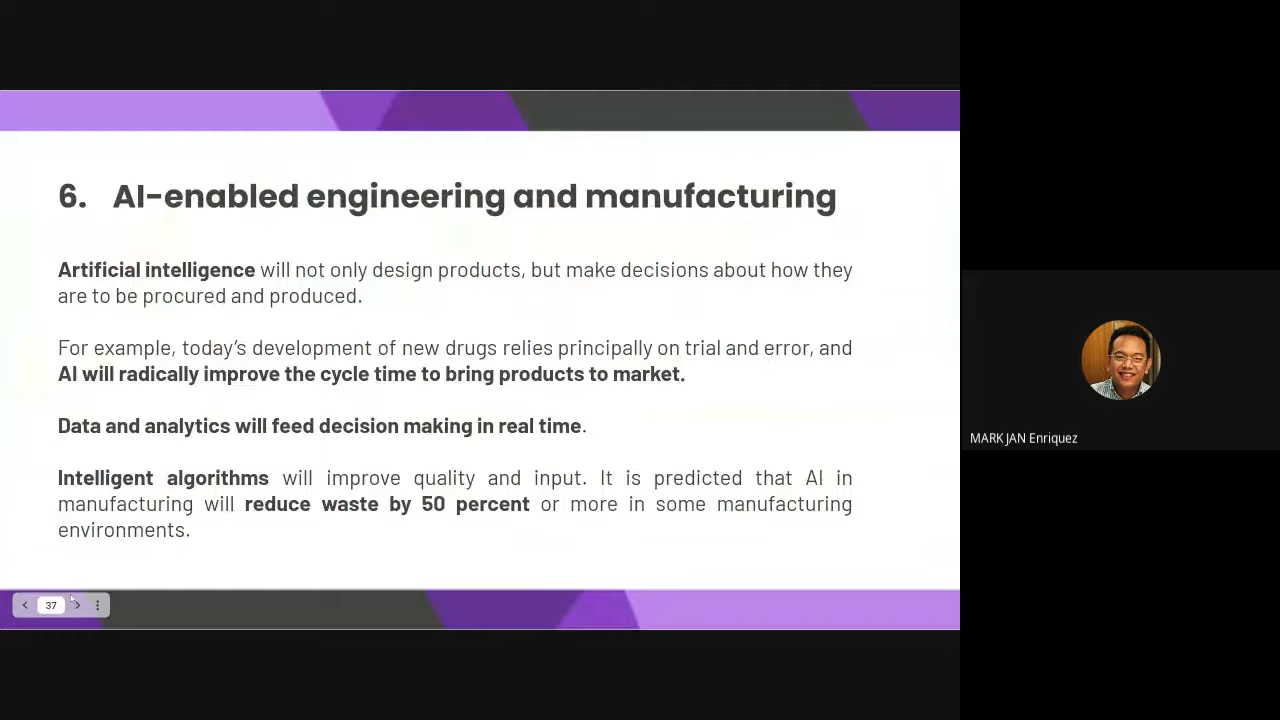 6. AI-enabled engineering and manufacturing
Artificial intelligence will not only design products, but make decisions about how they
are to be procured and produced.
For example, today’s development of new drugs relies principally on trial and error, and
AI will radically improve the cycle time to bring products to market.
Data and analytics will feed decision making in real time.
Intelligent algorithms will improve quality and input. It is predicted that AI in
manufacturing will reduce waste by 50 percent or more in some manufacturing
environments.
37
MARK JAN Enriquez